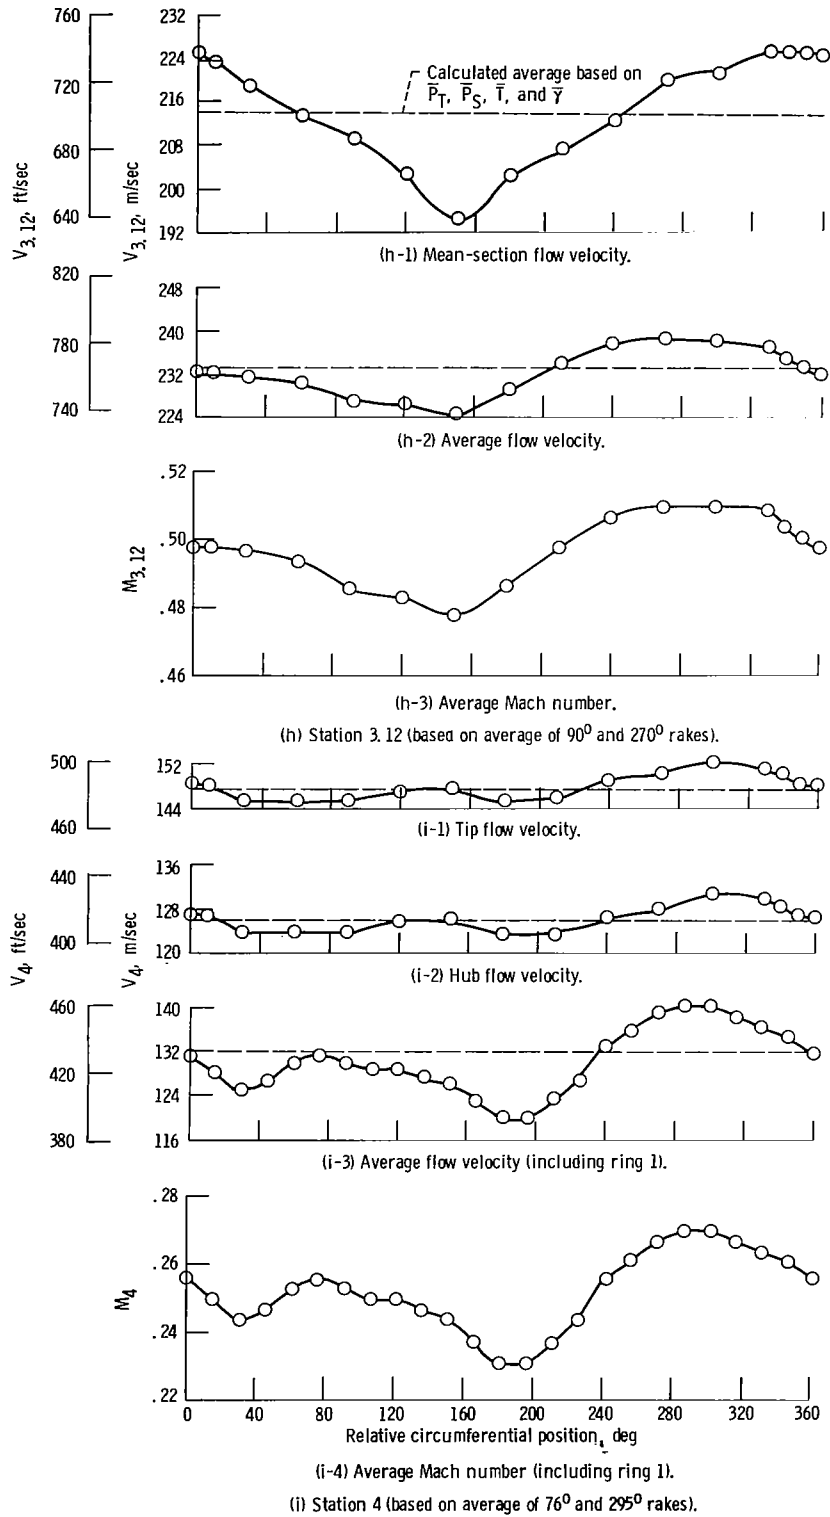 760
720
680
640
V3, 12, ft/sec
232
224
216
208
200
192
V3, 12, m/sec
Calculated average based on
P̅T, P̅S, T̅, and γ̅
(h-1) Mean-section flow velocity.
820
780
740
248
240
232
224
(h-2) Average flow velocity.
.52
.50
.48
.46
M3, 12
(h-3) Average Mach number.
(h) Station 3. 12 (based on average of 90° and 270° rakes).
500
460
152
144
(i-1) Tip flow velocity.
440
400
V4, ft/sec
136
128
120
V4, m/sec
(i-2) Hub flow velocity.
460
420
380
140
132
124
116
(i-3) Average flow velocity (including ring 1).
.28
.26
.24
.22
M4
0 40 80 120 160 200 240 280 320 360
Relative circumferential position, deg
(i-4) Average Mach number (including ring 1).
(i) Station 4 (based on average of 76° and 295° rakes).